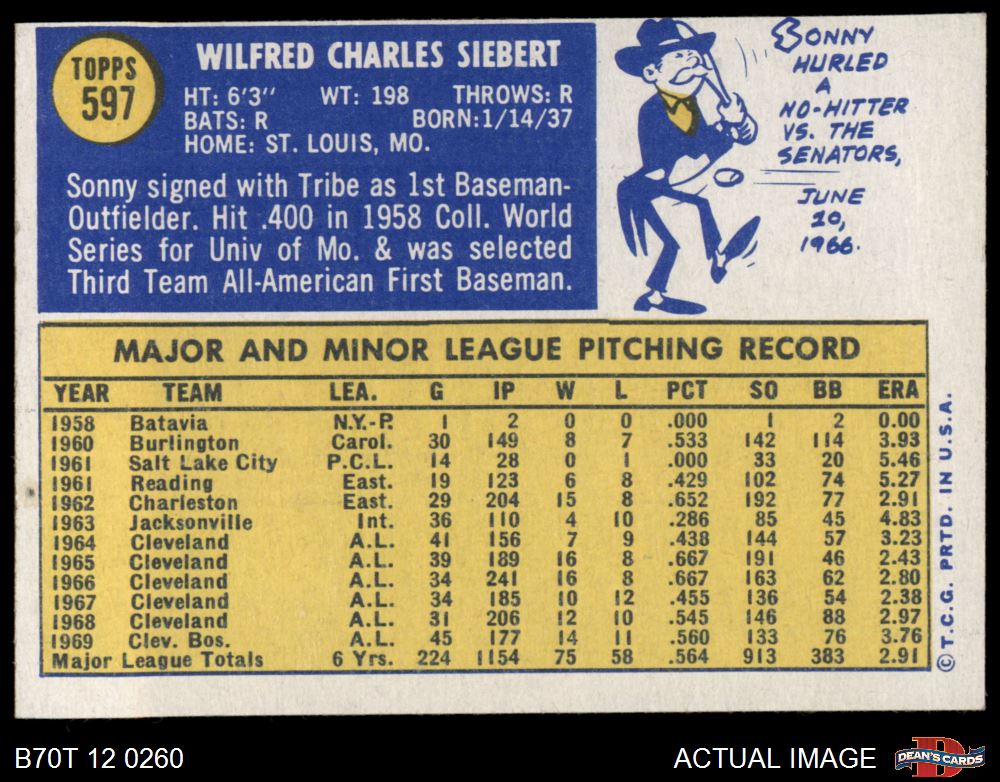 TOPPS
597
WILFRED CHARLES SIEBERT
HT: 6'3" WT: 198 THROWS: R
BATS: R BORN: 1/14/37
HOME: ST. LOUIS, MO.
Sonny signed with Tribe as 1st Baseman-
Outfielder. Hit .400 in 1958 Coll. World
Series for Univ of Mo. & was selected
Third Team All-American First Baseman.
SONNY
HURLED
A
NO-HITTER
VS. THE
SENATORS,
JUNE
10,
1966.
MAJOR AND MINOR LEAGUE PITCHING RECORD
YEAR TEAM LEA. G IP W L PCT SO BB ERA
1958 Batavia N.Y.-P. 1 2 0 0 .000 1 2 0.00
1960 Burlington Carol. 30 149 8 7 .533 142 114 3.93
1961 Salt Lake City P.C.L. 14 28 0 1 .000 33 20 5.46
1961 Reading East. 19 123 6 8 .429 102 74 5.27
1962 Charleston East. 29 204 15 8 .652 192 77 2.91
1963 Jacksonville Int. 36 110 4 10 .286 85 45 4.83
1964 Cleveland A.L. 41 156 7 9 .438 144 57 3.23
1965 Cleveland A.L. 39 189 16 8 .667 191 46 2.43
1966 Cleveland A.L. 34 241 16 8 .667 163 62 2.80
1967 Cleveland A.L. 34 185 10 12 .455 136 54 2.38
1968 Cleveland A.L. 31 206 12 10 .545 146 88 2.97
1969 Clev. Bos. A.L. 45 177 14 11 .560 133 76 3.76
Major League Totals 6 Yrs. 224 1154 75 58 .564 913 383 2.91
© T.C.G. PRTD. IN U.S.A.
B70T 12 0260
ACTUAL IMAGE
D
DEAN'S CARDS